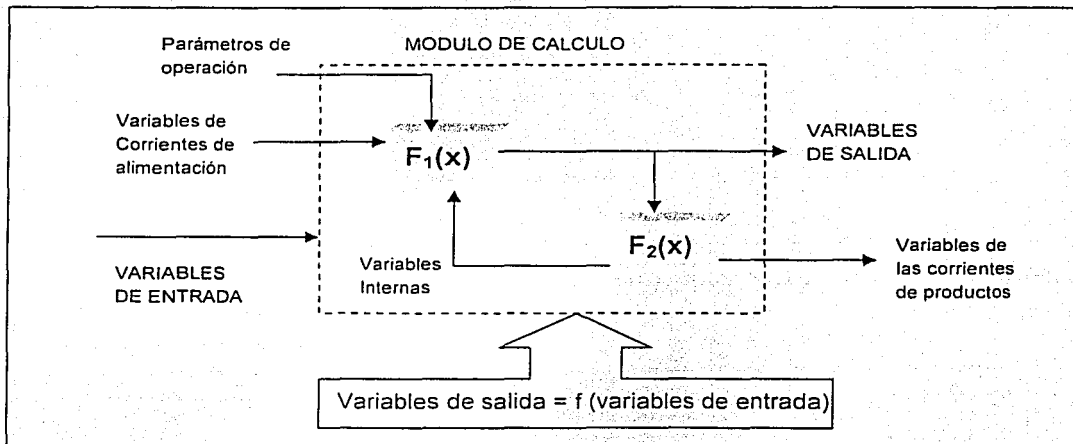 Parámetros de
operación
MODULO DE CALCULO
Variables de
Corrientes de
alimentación
F₁(x)
VARIABLES
DE SALIDA
F₂(x)
Variables
Internas
VARIABLES
DE ENTRADA
Variables de
las corrientes
de productos
Variables de salida = f (variables de entrada)